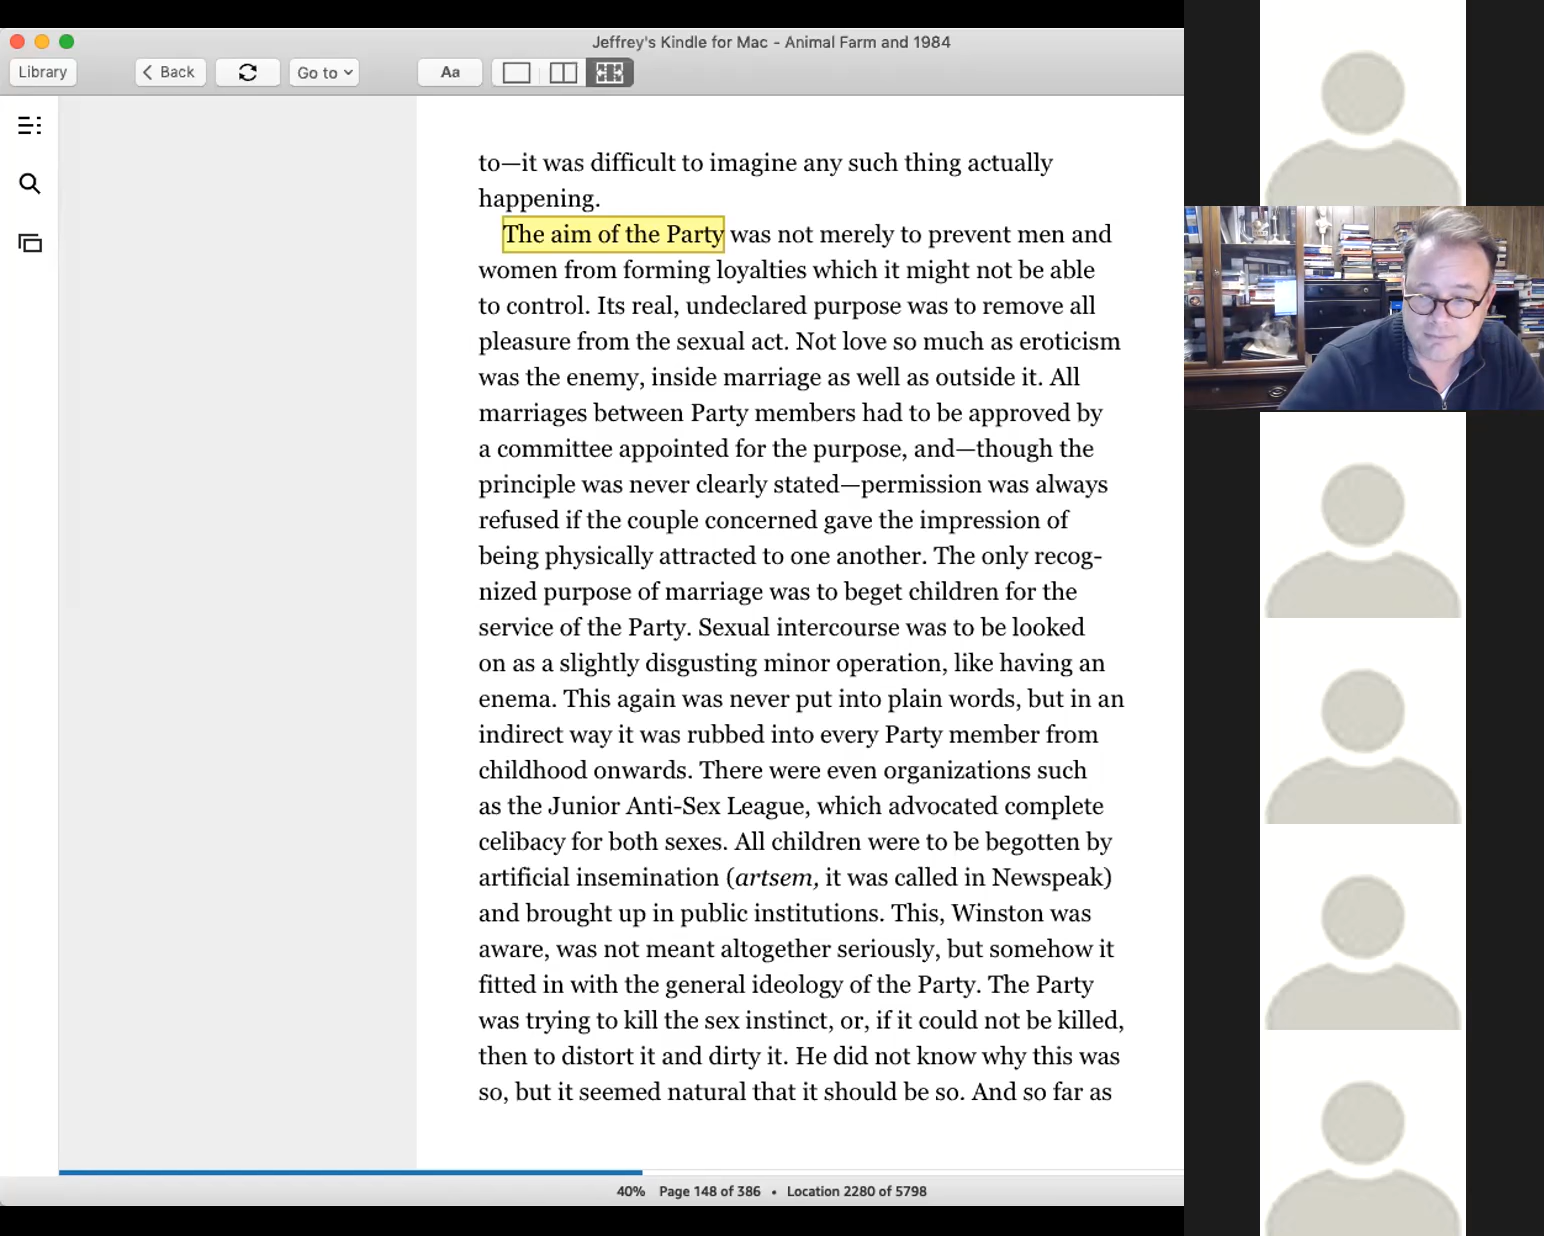 Jeffrey's Kindle for Mac - Animal Farm and 1984
Library
Back
Go to
Aa
to—it was difficult to imagine any such thing actually
happening.
The aim of the Party was not merely to prevent men and
women from forming loyalties which it might not be able
to control. Its real, undeclared purpose was to remove all
pleasure from the sexual act. Not love so much as eroticism
was the enemy, inside marriage as well as outside it. All
marriages between Party members had to be approved by
a committee appointed for the purpose, and—though the
principle was never clearly stated—permission was always
refused if the couple concerned gave the impression of
being physically attracted to one another. The only recog-
nized purpose of marriage was to beget children for the
service of the Party. Sexual intercourse was to be looked
on as a slightly disgusting minor operation, like having an
enema. This again was never put into plain words, but in an
indirect way it was rubbed into every Party member from
childhood onwards. There were even organizations such
as the Junior Anti-Sex League, which advocated complete
celibacy for both sexes. All children were to be begotten by
artificial insemination (artsem, it was called in Newspeak)
and brought up in public institutions. This, Winston was
aware, was not meant altogether seriously, but somehow it
fitted in with the general ideology of the Party. The Party
was trying to kill the sex instinct, or, if it could not be killed,
then to distort it and dirty it. He did not know why this was
so, but it seemed natural that it should be so. And so far as
40% Page 148 of 386 • Location 2280 of 5798